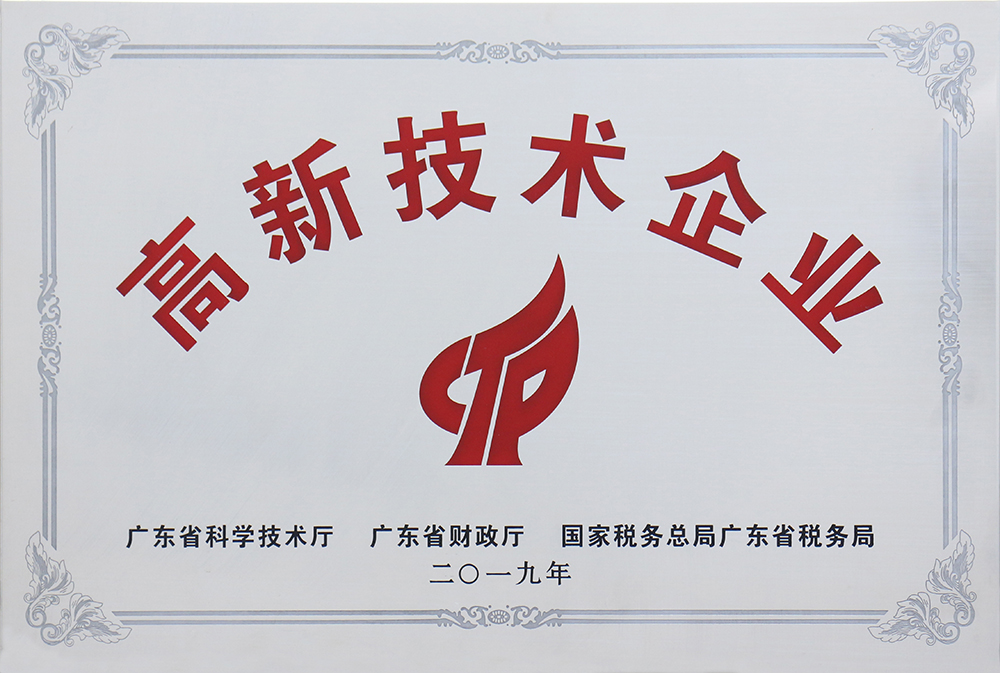 高新技术企业
广东省科学技术厅 广东省财政厅 国家税务总局广东省税务局
二〇一九年